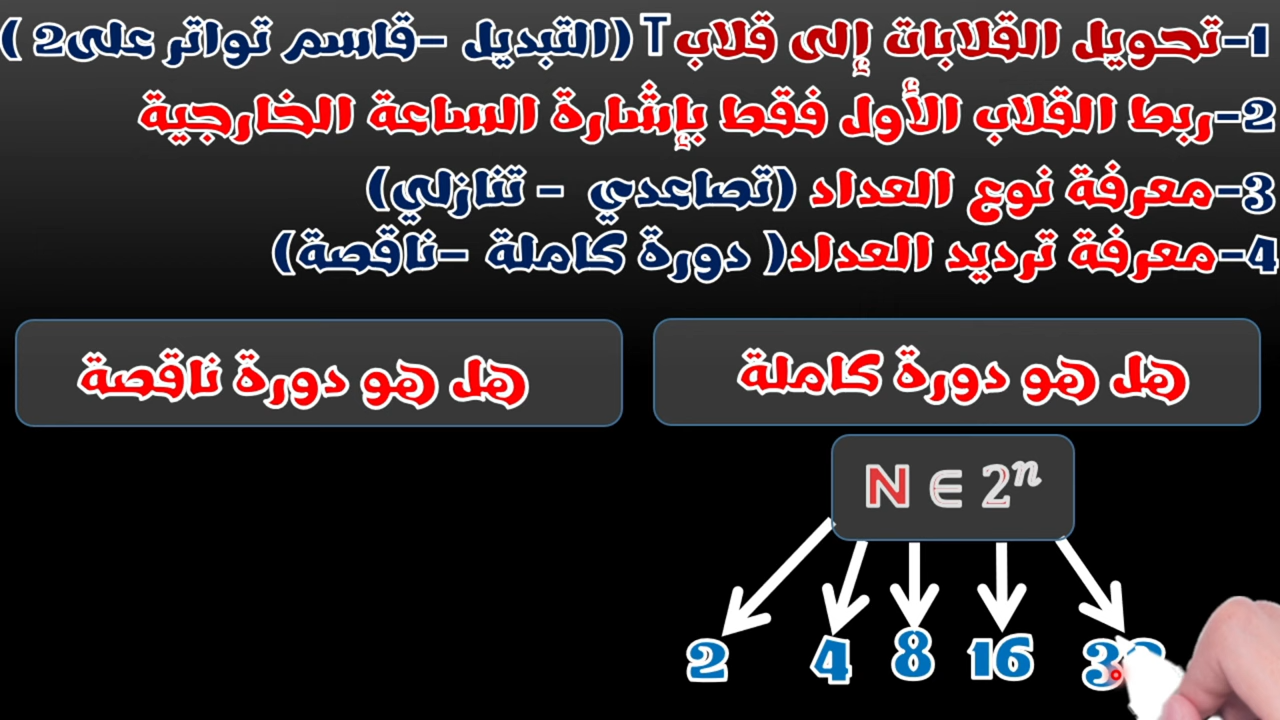 1-تحويل القلابات إلى قلاب T (التبديل -قاسم تواتر على2 )
2-ربط القلاب الأول فقط بإشارة الساعة الخارجية
3-معرفة نوع العداد (تصاعدي - تنازلي)
4-معرفة ترديد العداد( دورة كاملة -ناقصة)
هل هو دورة كاملة
هل هو دورة ناقصة
N ∈ 2ⁿ
2 4 8 16